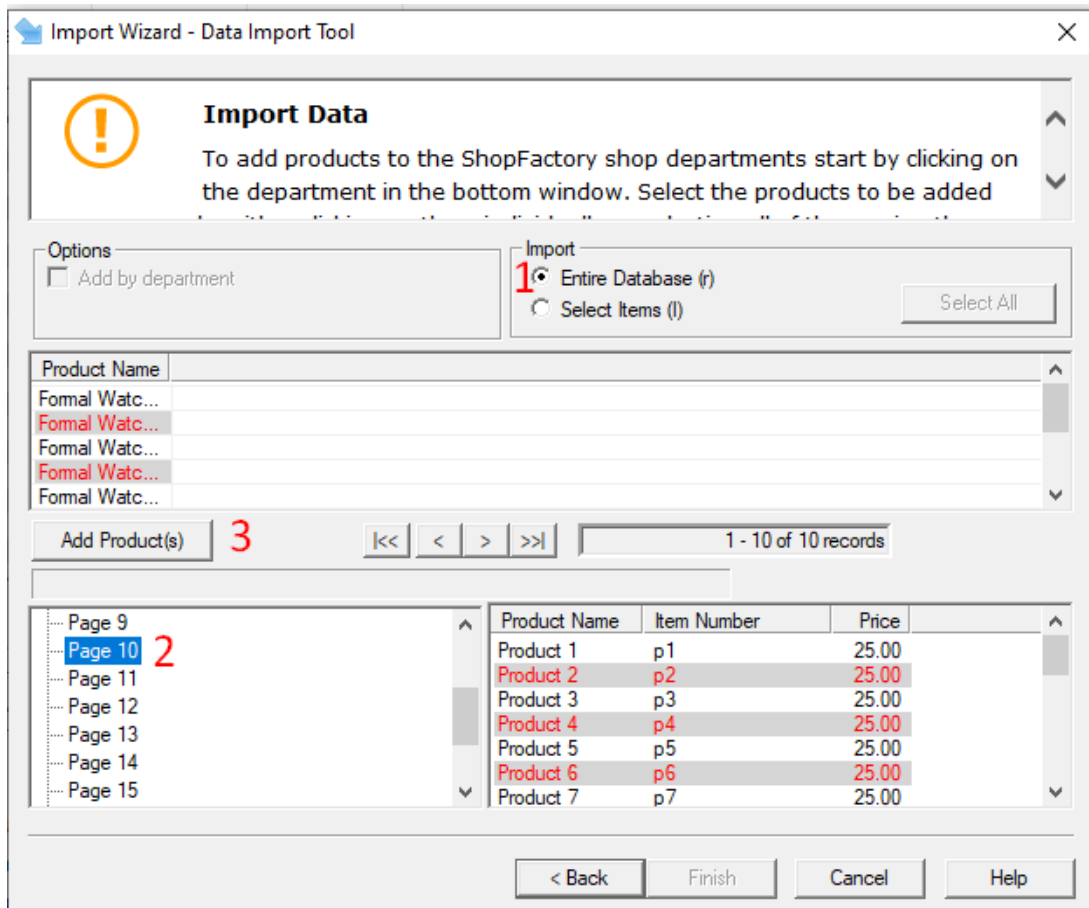 Import Wizard - Data Import Tool
Import Data
To add products to the ShopFactory shop departments start by clicking on
the department in the bottom window. Select the products to be added
Options
Add by department
Import
1
Entire Database (r)
Select Items (l)
Select All
Product Name
Formal Watc...
Formal Watc...
Formal Watc...
Formal Watc...
Formal Watc...
Add Product(s)
3
|<<
<
>
>>|
1 - 10 of 10 records
Page 9
Page 10
2
Page 11
Page 12
Page 13
Page 14
Page 15
Product Name Item Number Price
Product 1 p1 25.00
Product 2 p2 25.00
Product 3 p3 25.00
Product 4 p4 25.00
Product 5 p5 25.00
Product 6 p6 25.00
Product 7 p7 25.00
< Back
Finish
Cancel
Help